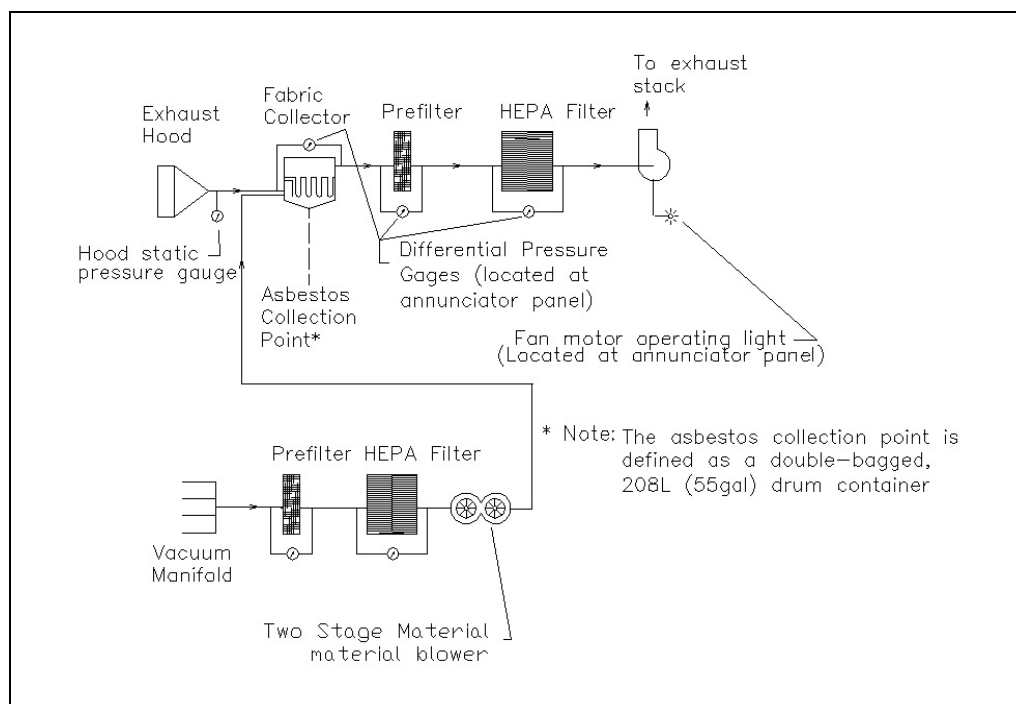 To exhaust
stack
Fabric
Collector
Prefilter
HEPA Filter
Exhaust
Hood
Hood static
pressure gauge
Differential Pressure
Gages (located at
annunciator panel)
Asbestos
Collection
Point*
Fan motor operating light
(Located at annunciator panel)
* Note: The asbestos collection point is
defined as a double-bagged,
208L (55gal) drum container
Prefilter HEPA Filter
Vacuum
Manifold
Two Stage Material
material blower